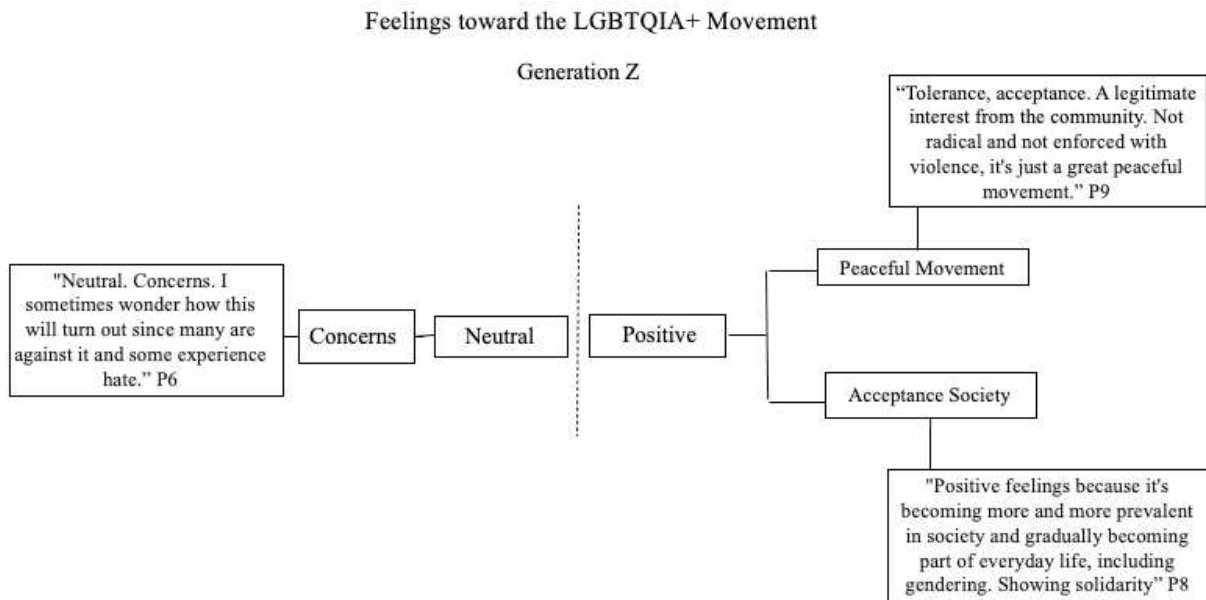 Feelings toward the LGBTQIA+ Movement
Generation Z
“Tolerance, acceptance. A legitimate
interest from the community. Not
radical and not enforced with
violence, it's just a great peaceful
movement.” P9
Peaceful Movement
"Neutral. Concerns. I
sometimes wonder how this
will turn out since many are
against it and some experience
hate.” P6
Concerns
Neutral
Positive
Acceptance Society
"Positive feelings because it's
becoming more and more prevalent
in society and gradually becoming
part of everyday life, including
gendering. Showing solidarity” P8